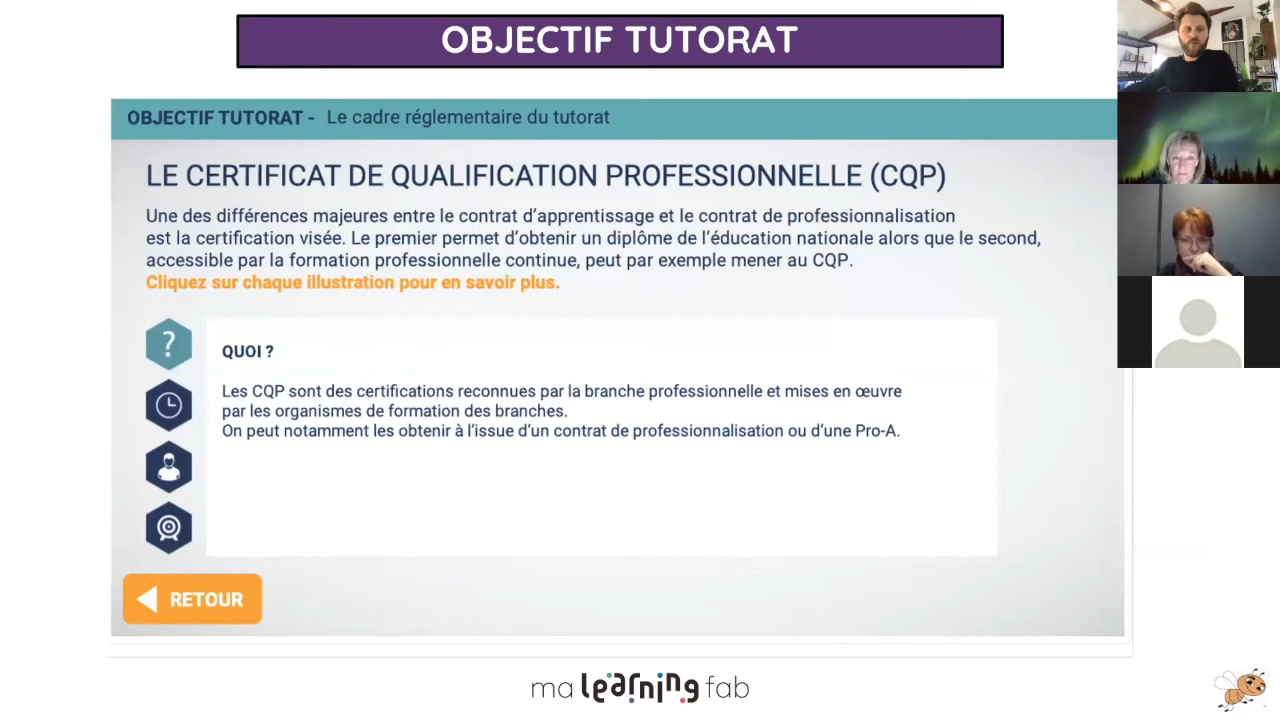 OBJECTIF TUTORAT
OBJECTIF TUTORAT - Le cadre réglementaire du tutorat
LE CERTIFICAT DE QUALIFICATION PROFESSIONNELLE (CQP)
Une des différences majeures entre le contrat d'apprentissage et le contrat de professionnalisation
est la certification visée. Le premier permet d'obtenir un diplôme de l'éducation nationale alors que le second,
accessible par la formation professionnelle continue, peut par exemple mener au CQP.
Cliquez sur chaque illustration pour en savoir plus.
?
QUOI ?
Les CQP sont des certifications reconnues par la branche professionnelle et mises en œuvre
par les organismes de formation des branches.
On peut notamment les obtenir à l'issue d'un contrat de professionnalisation ou d'une Pro-A.
RETOUR
ma learning fab